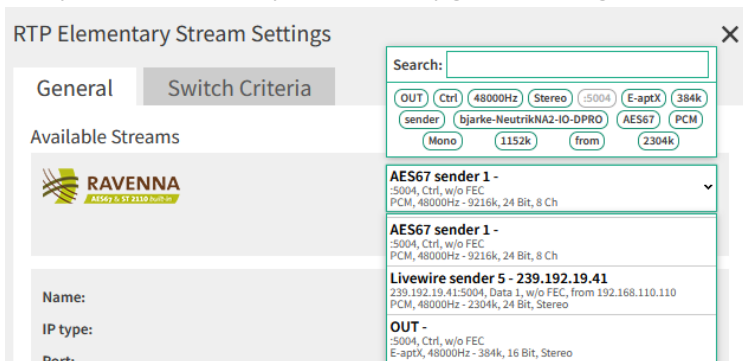 RTP Elementary Stream Settings
General
Switch Criteria
Available Streams
RAVENNA
AES67 & ST 2110 built-in
Name:
IP type:
Port:
Search:
OUT Ctrl 48000Hz Stereo :5004 E-aptX 384k
sender bjarke-NeutrikNA2-IO-DPRO AES67 PCM
Mono 1152k from 2304k
AES67 sender 1 -
:5004, Ctrl, w/o FEC
PCM, 48000Hz - 9216k, 24 Bit, 8 Ch
AES67 sender 1 -
:5004, Ctrl, w/o FEC
PCM, 48000Hz - 9216k, 24 Bit, 8 Ch
Livewire sender 5 - 239.192.19.41
239.192.19.41:5004, Data 1, w/o FEC, from 192.168.110.110
PCM, 48000Hz - 2304k, 24 Bit, Stereo
OUT -
:5004, Ctrl, w/o FEC
E-aptX, 48000Hz - 384k, 16 Bit, Stereo